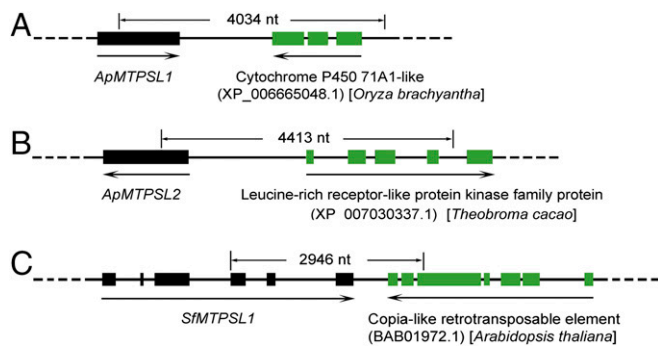 A
4034 nt
ApMTPSL1
Cytochrome P450 71A1-like
(XP_006665048.1) [Oryza brachyantha]
B
4413 nt
ApMTPSL2
Leucine-rich receptor-like protein kinase family protein
(XP 007030337.1) [Theobroma cacao]
C
2946 nt
SfMTPSL1
Copia-like retrotransposable element
(BAB01972.1) [Arabidopsis thaliana]